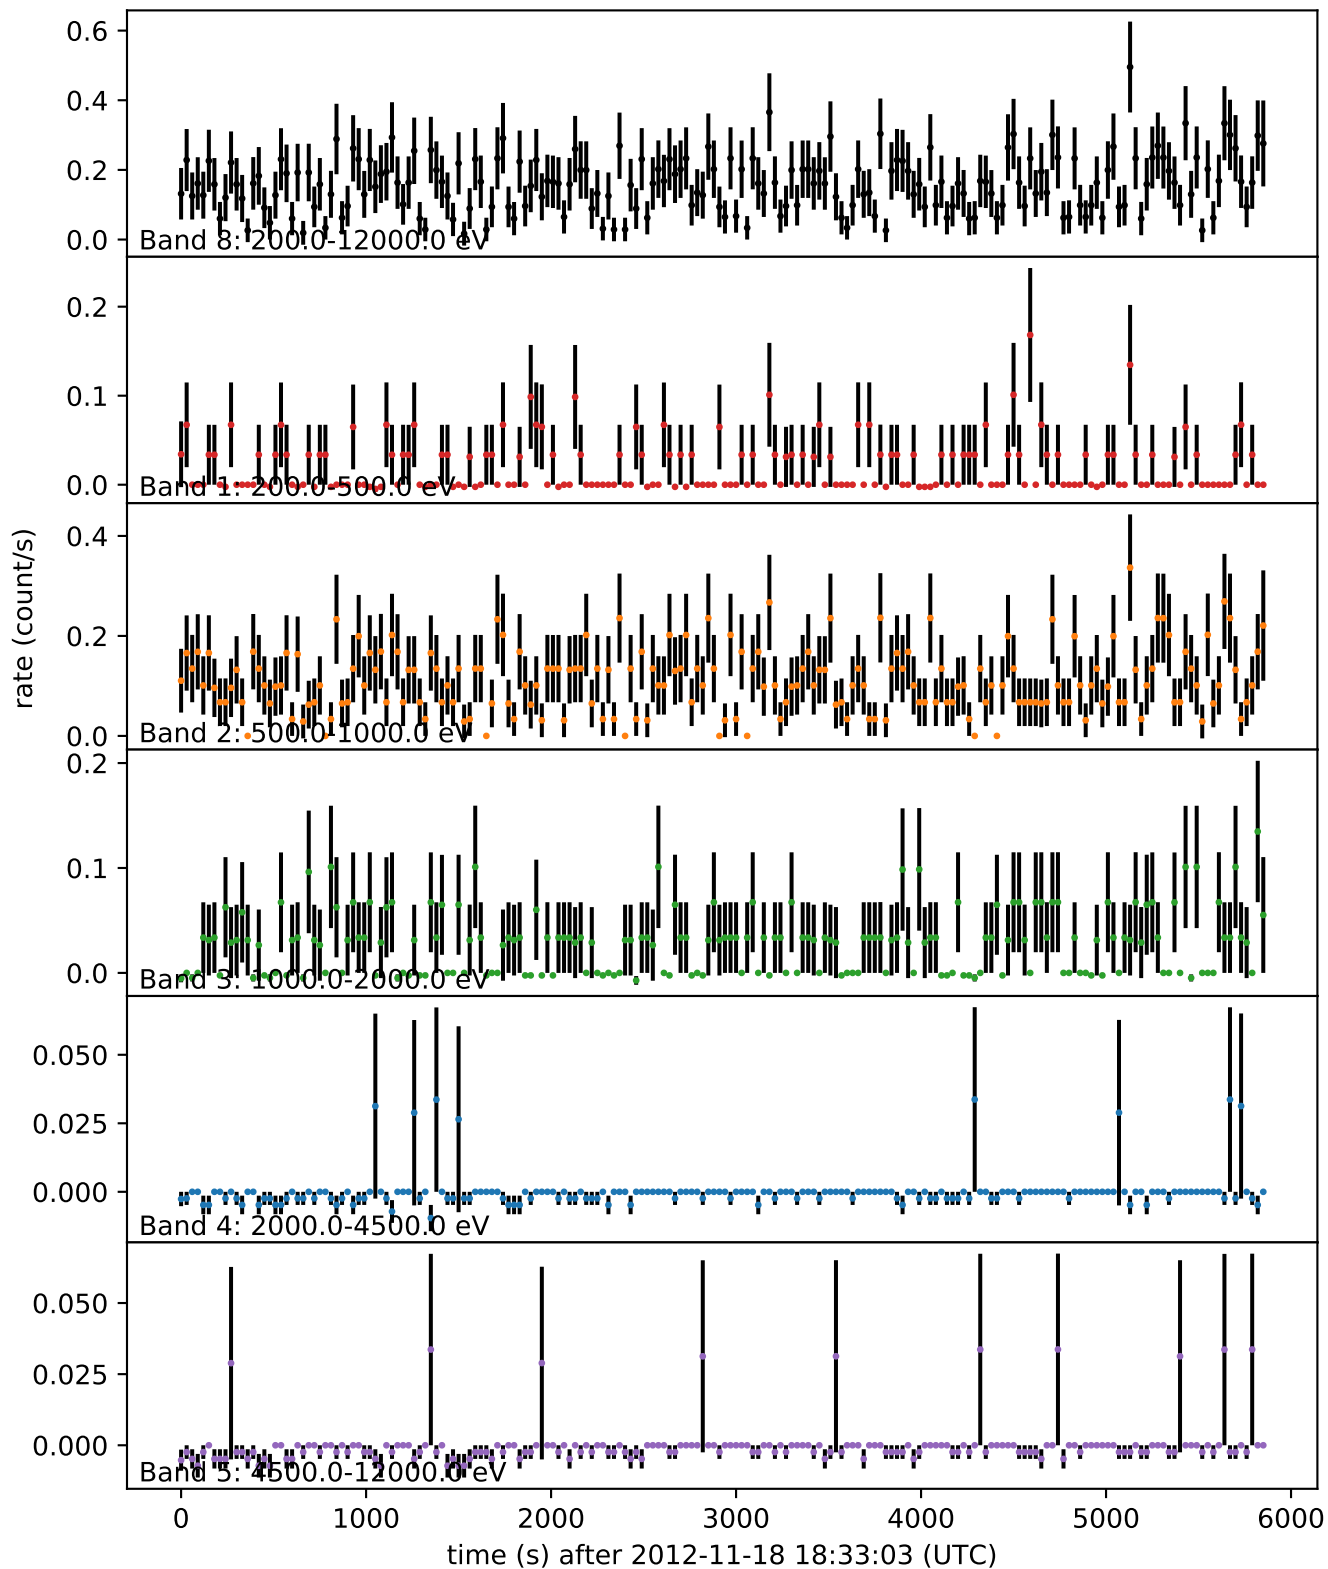 0.6
0.4
0.2
0.0
Band 8: 200.0-12000.0 eV
0.2
0.1
0.0
Band 1: 200.0-500.0 eV
rate (count/s)
0.4
0.2
0.0
Band 2: 500.0-1000.0 eV
0.2
0.1
0.0
Band 3: 1000.0-2000.0 eV
0.050
0.025
0.000
Band 4: 2000.0-4500.0 eV
0.050
0.025
0.000
Band 5: 4500.0-12000.0 eV
0 1000 2000 3000 4000 5000 6000
time (s) after 2012-11-18 18:33:03 (UTC)